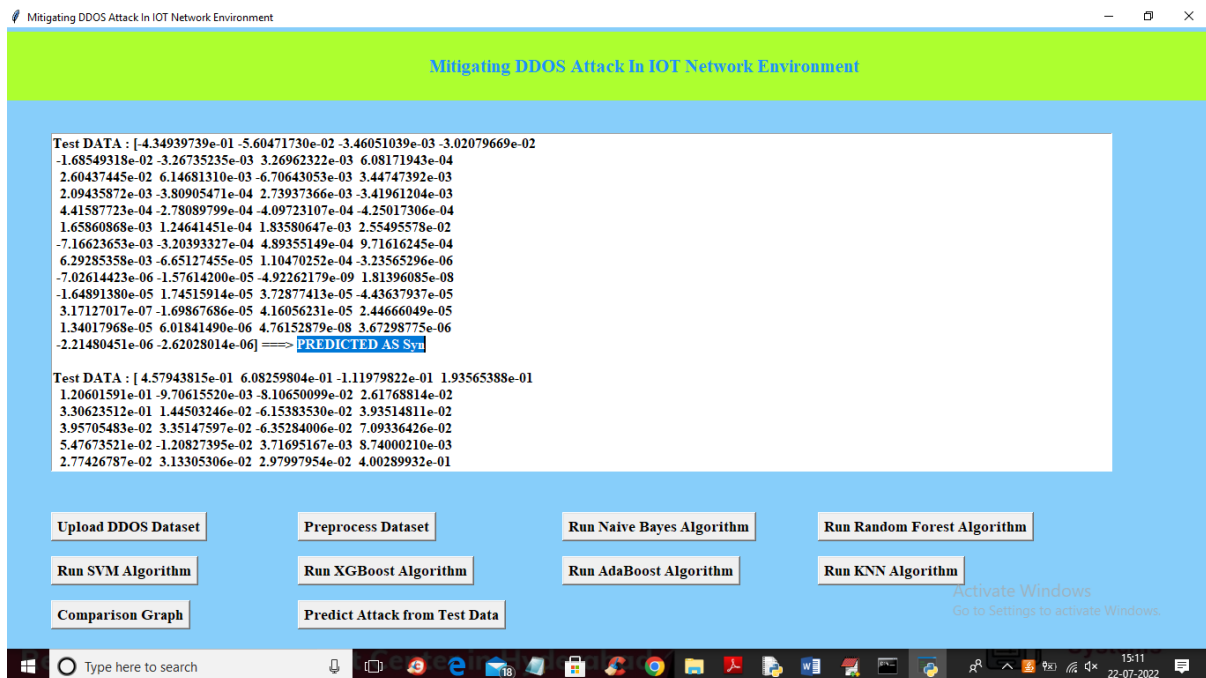 Mitigating DDOS Attack In IOT Network Environment
Mitigating DDOS Attack In IOT Network Environment
Test DATA : [-4.34939739e-01 -5.60471730e-02 -3.46051039e-03 -3.02079669e-02
-1.68549318e-02 -3.26735235e-03 3.26962322e-03 6.08171943e-04
2.60437445e-02 6.14681310e-03 -6.70643053e-03 3.44747392e-03
2.09435872e-03 -3.80905471e-04 2.73937366e-03 -3.41961204e-03
4.41587723e-04 -2.78089799e-04 -4.09723107e-04 -4.25017306e-04
1.65860868e-03 1.24641451e-04 1.83580647e-03 2.55495578e-02
-7.16623653e-03 -3.20393327e-04 4.89355149e-04 9.71616245e-04
6.29285358e-03 -6.65127455e-05 1.10470252e-04 -3.23565296e-06
-7.02614423e-06 -1.57614200e-05 -4.92262179e-09 1.81396085e-08
-1.64891380e-05 1.74515914e-05 3.72877413e-05 -4.43637937e-05
3.17127017e-07 -1.69867686e-05 4.16056231e-05 2.44666049e-05
1.34017968e-05 6.01841490e-06 4.76152879e-08 3.67298775e-06
-2.21480451e-06 -2.62028014e-06] ===> PREDICTED AS Syn
Test DATA : [ 4.57943815e-01 6.08259804e-01 -1.11979822e-01 1.93565388e-01
1.20601591e-01 -9.70615520e-03 -8.10650099e-02 2.61768814e-02
3.30623512e-01 1.44503246e-02 -6.15383530e-02 3.93514811e-02
3.95705483e-02 3.35147597e-02 -6.35284006e-02 7.09336426e-02
5.47673521e-02 -1.20827395e-02 3.71695167e-03 8.74000210e-03
2.77426787e-02 3.13305306e-02 2.97997954e-02 4.00289932e-01
Upload DDOS Dataset
Preprocess Dataset
Run Naive Bayes Algorithm
Run Random Forest Algorithm
Run SVM Algorithm
Run XGBoost Algorithm
Run AdaBoost Algorithm
Run KNN Algorithm
Comparison Graph
Predict Attack from Test Data
Activate Windows
Go to Settings to activate Windows.
Type here to search
18
15:11
22-07-2022